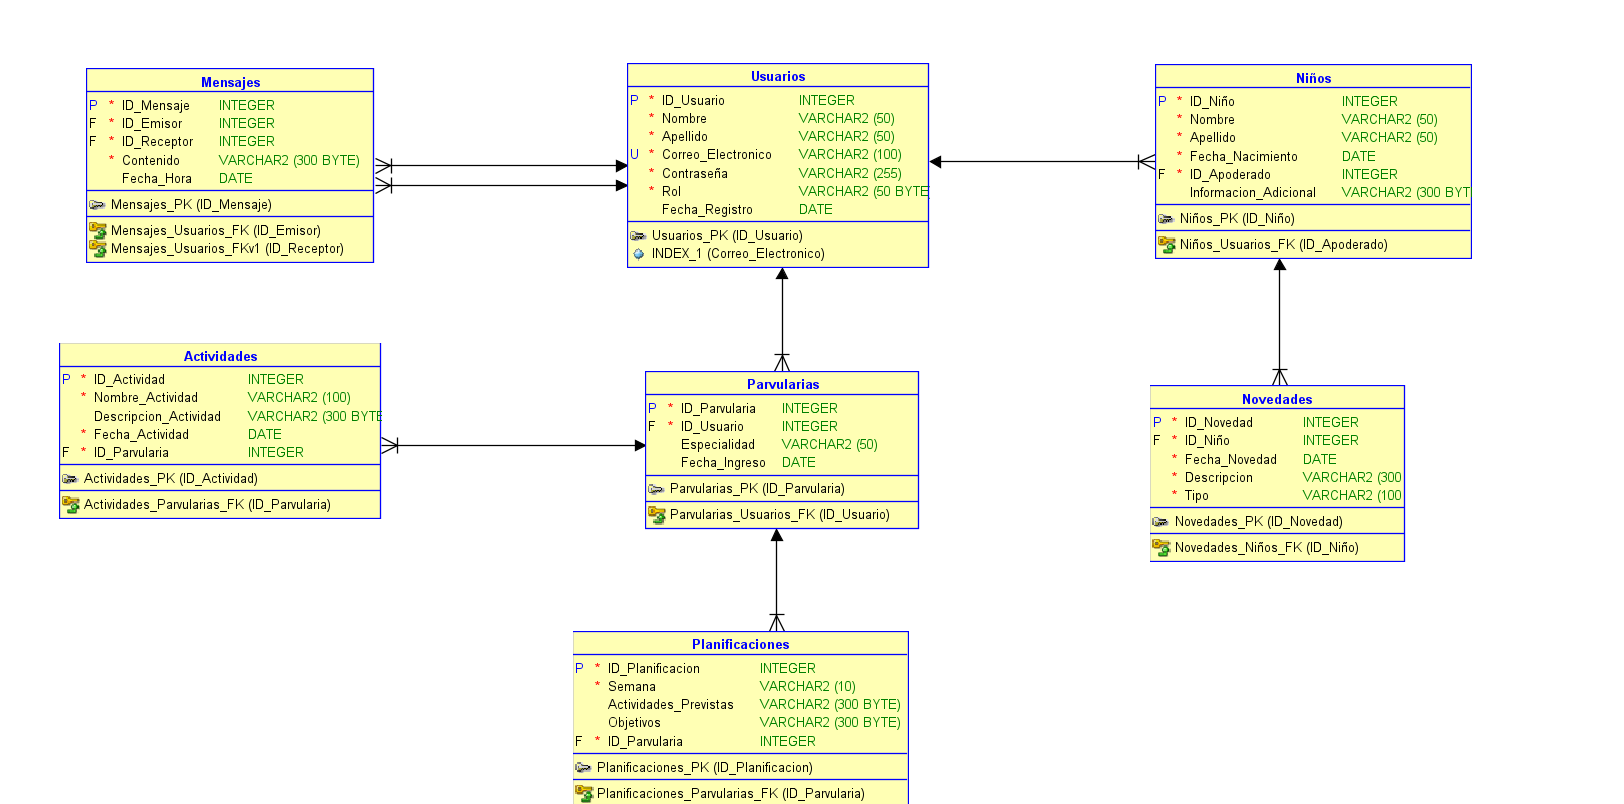 Mensajes
P * ID_Mensaje INTEGER
F * ID_Emisor INTEGER
F * ID_Receptor INTEGER
* Contenido VARCHAR2 (300 BYTE)
Fecha_Hora DATE
Mensajes_PK (ID_Mensaje)
Mensajes_Usuarios_FK (ID_Emisor)
Mensajes_Usuarios_FKv1 (ID_Receptor)
Usuarios
P * ID_Usuario INTEGER
* Nombre VARCHAR2 (50)
* Apellido VARCHAR2 (50)
U * Correo_Electronico VARCHAR2 (100)
* Contraseña VARCHAR2 (255)
* Rol VARCHAR2 (50 BYTE
Fecha_Registro DATE
Usuarios_PK (ID_Usuario)
INDEX_1 (Correo_Electronico)
Niños
P * ID_Niño INTEGER
* Nombre VARCHAR2 (50)
* Apellido VARCHAR2 (50)
* Fecha_Nacimiento DATE
F * ID_Apoderado INTEGER
Informacion_Adicional VARCHAR2 (300 BYT
Niños_PK (ID_Niño)
Niños_Usuarios_FK (ID_Apoderado)
Actividades
P * ID_Actividad INTEGER
* Nombre_Actividad VARCHAR2 (100)
Descripcion_Actividad VARCHAR2 (300 BYTE
* Fecha_Actividad DATE
F * ID_Parvularia INTEGER
Actividades_PK (ID_Actividad)
Actividades_Parvularias_FK (ID_Parvularia)
Parvularias
P * ID_Parvularia INTEGER
F * ID_Usuario INTEGER
Especialidad VARCHAR2 (50)
Fecha_Ingreso DATE
Parvularias_PK (ID_Parvularia)
Parvularias_Usuarios_FK (ID_Usuario)
Novedades
P * ID_Novedad INTEGER
F * ID_Niño INTEGER
* Fecha_Novedad DATE
* Descripcion VARCHAR2 (300
* Tipo VARCHAR2 (100
Novedades_PK (ID_Novedad)
Novedades_Niños_FK (ID_Niño)
Planificaciones
P * ID_Planificacion INTEGER
* Semana VARCHAR2 (10)
Actividades_Previstas VARCHAR2 (300 BYTE)
Objetivos VARCHAR2 (300 BYTE)
F * ID_Parvularia INTEGER
Planificaciones_PK (ID_Planificacion)
Planificaciones_Parvularias_FK (ID_Parvularia)